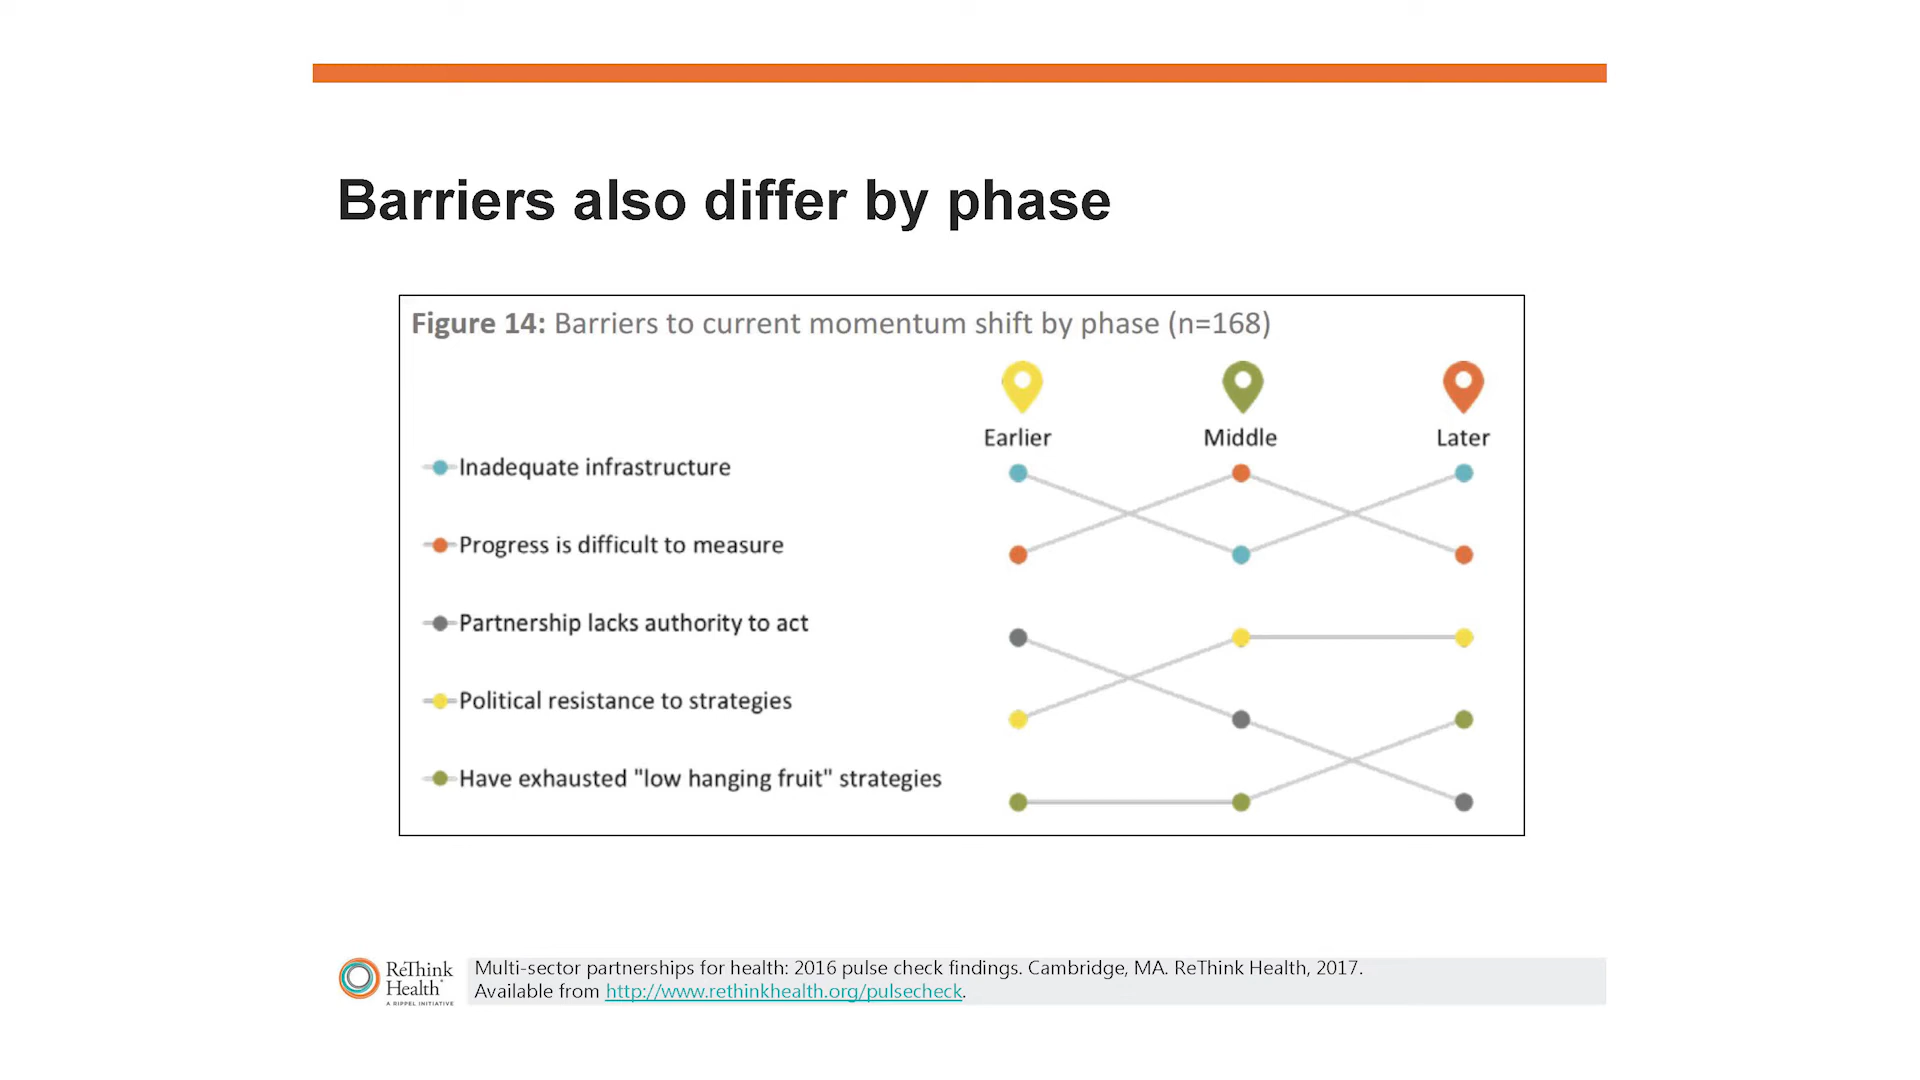 Barriers also differ by phase
Figure 14: Barriers to current momentum shift by phase (n=168)
Earlier Middle Later
Inadequate infrastructure
Progress is difficult to measure
Partnership lacks authority to act
Political resistance to strategies
Have exhausted "low hanging fruit" strategies
ReThink
Health
A RIPPEL INITIATIVE
Multi-sector partnerships for health: 2016 pulse check findings. Cambridge, MA. ReThink Health, 2017.
Available from http://www.rethinkhealth.org/pulsecheck.